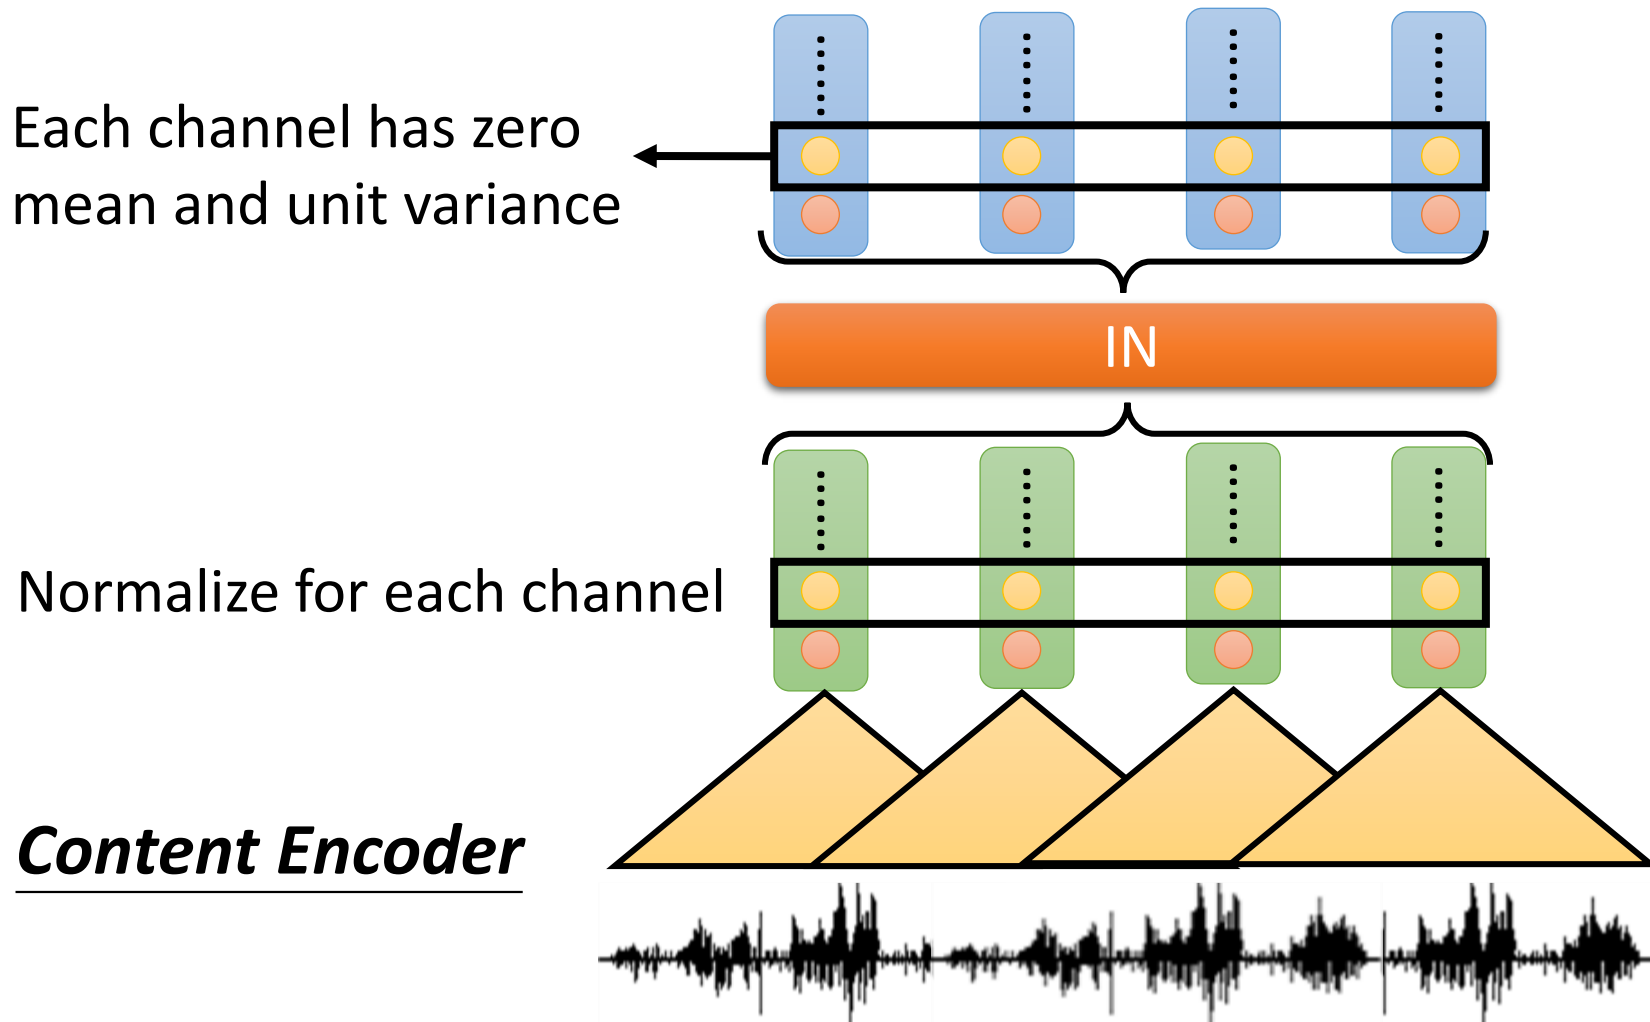 Each channel has zero
mean and unit variance
IN
Normalize for each channel
Content Encoder